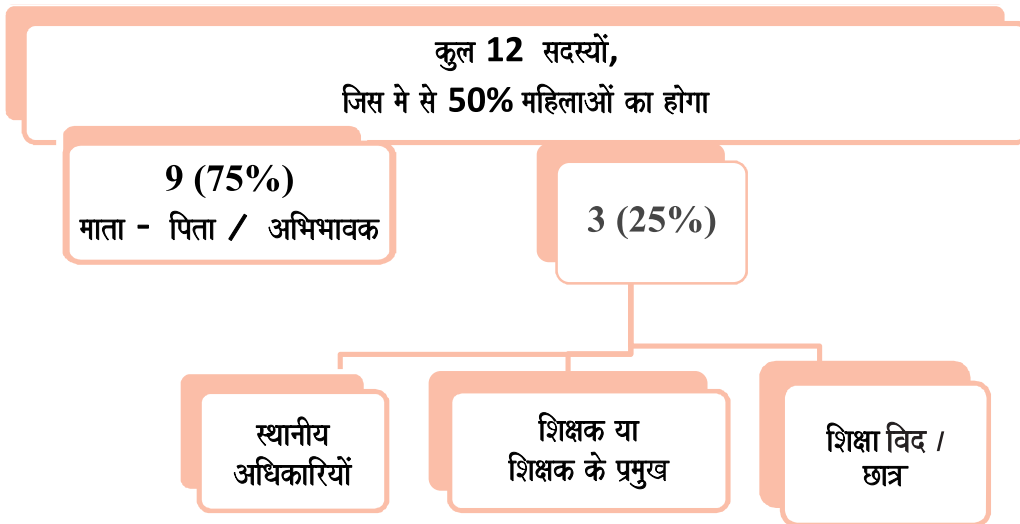 कुल 12 सदस्यों,
जिस मे से 50% महिलाओं का होगा
9 (75%)
माता - पिता / अभिभावक
3 (25%)
स्थानीय
अधिकारियों
शिक्षक या
शिक्षक के प्रमुख
शिक्षा विद /
छात्र